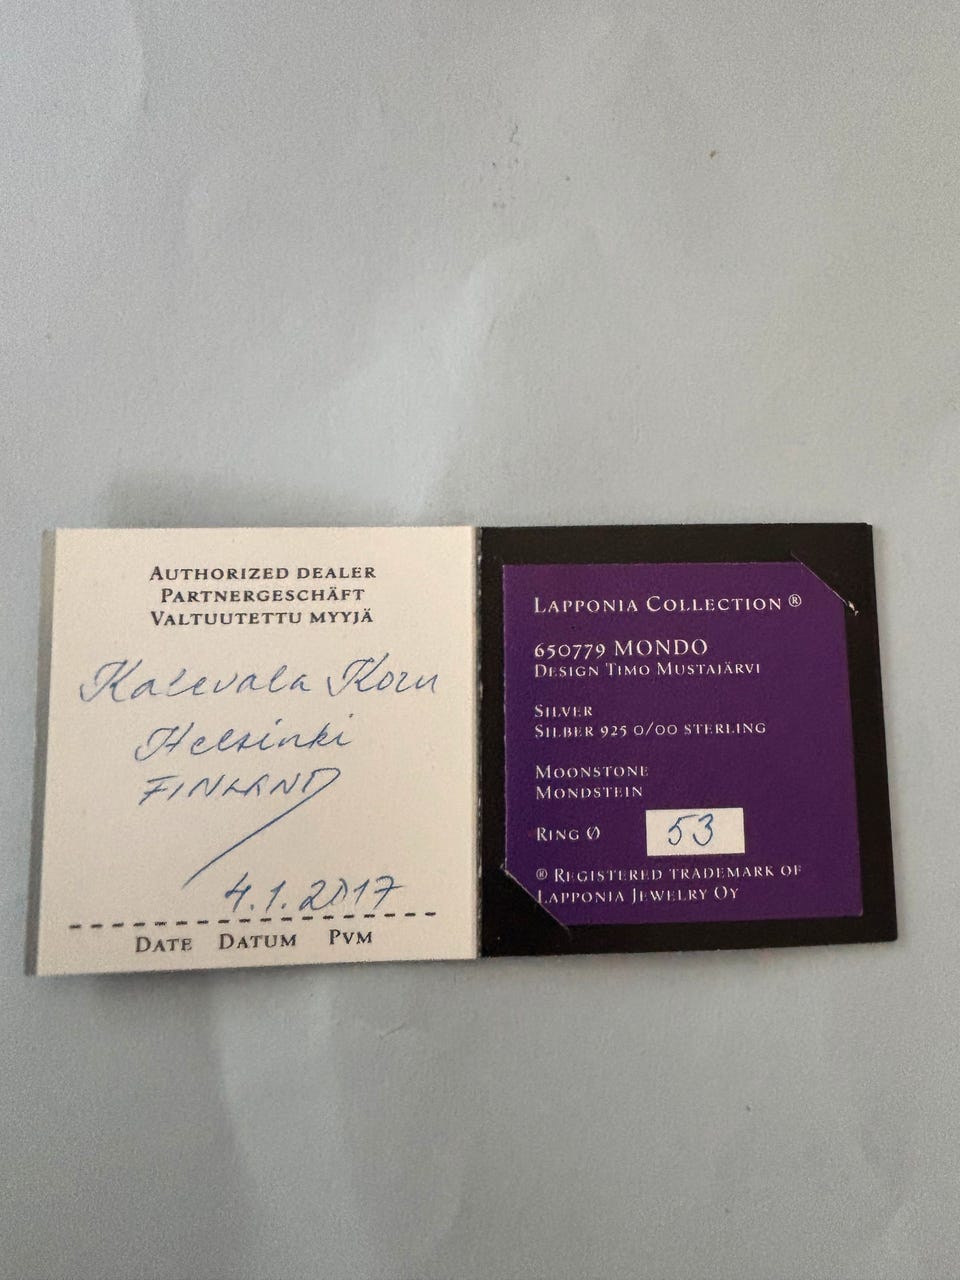 AUTHORIZED DEALER
PARTNERGESCHÄFT
VALTUUTETTU MYYJÄ
Kalevala Koru
Helsinki
FINLAND
4.1.2017
DATE DATUM PVM
LAPPONIA COLLECTION ®
650779 MONDO
DESIGN TIMO MUSTAJÄRVI
SILVER
SILBER 925 0/00 STERLING
MOONSTONE
MONDSTEIN
RING Ø 53
® REGISTERED TRADEMARK OF
LAPPONIA JEWELRY OY